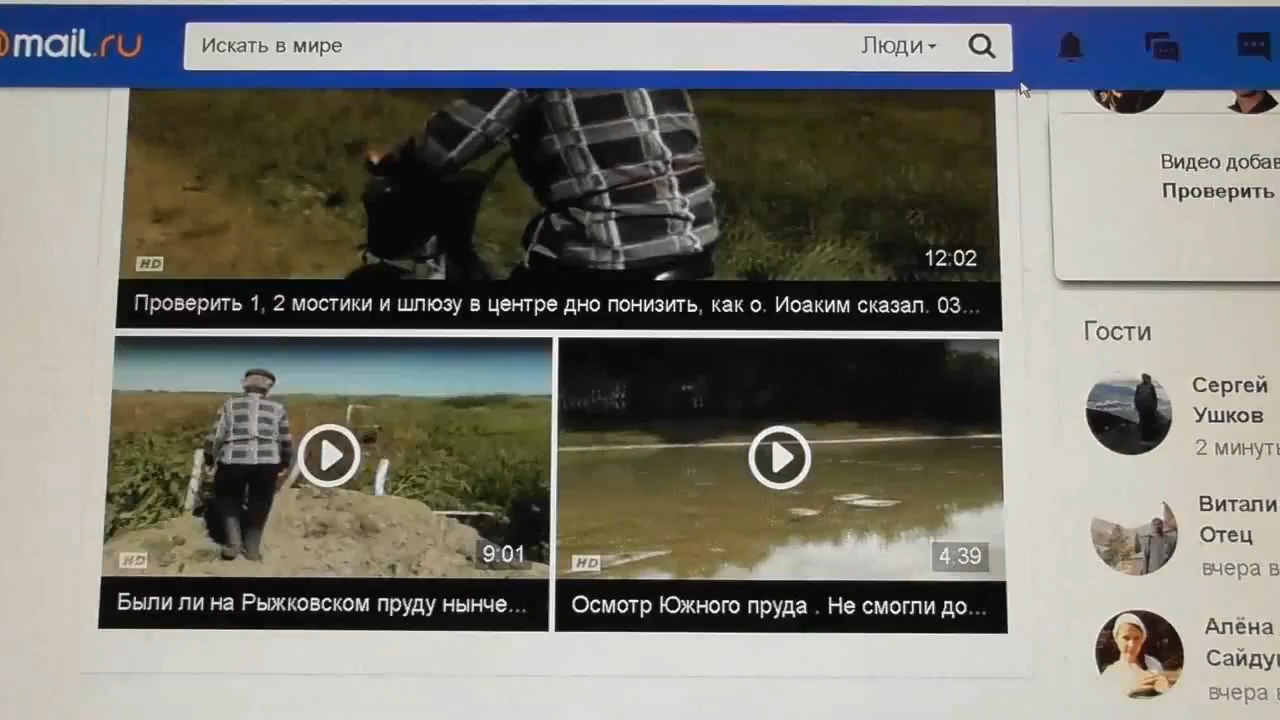 @mail.ru
Искать в мире
Люди
Видео добав
Проверить
HD
12:02
Проверить 1, 2 мостики и шлюзу в центре дно понизить, как о. Иоаким сказал. 03...
Гости
Сергей
Ушков
2 минуты
HD
9:01
HD
4:39
Были ли на Рыжковском пруду нынче...
Осмотр Южного пруда . Не смогли до...
Витали
Отец
вчера в
Алёна
Сайду
вчера в